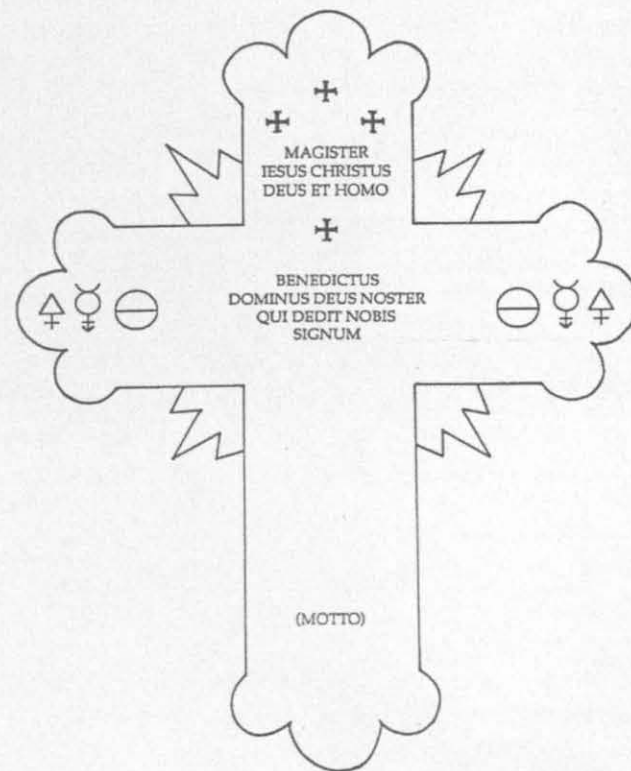 MAGISTER
IESUS CHRISTUS
DEUS ET HOMO
BENEDICTUS
DOMINUS DEUS NOSTER
QUI DEDIT NOBIS
SIGNUM
(MOTTO)